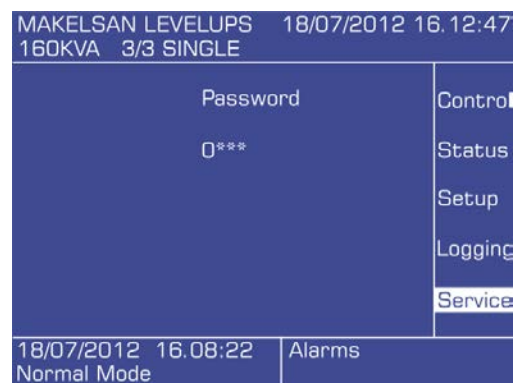 MAKELSAN LEVELUPS 18/07/2012 16.12:47
160KVA 3/3 SINGLE
Password
0***
Control
Status
Setup
Logging
Service
18/07/2012 16.08:22 Alarms
Normal Mode